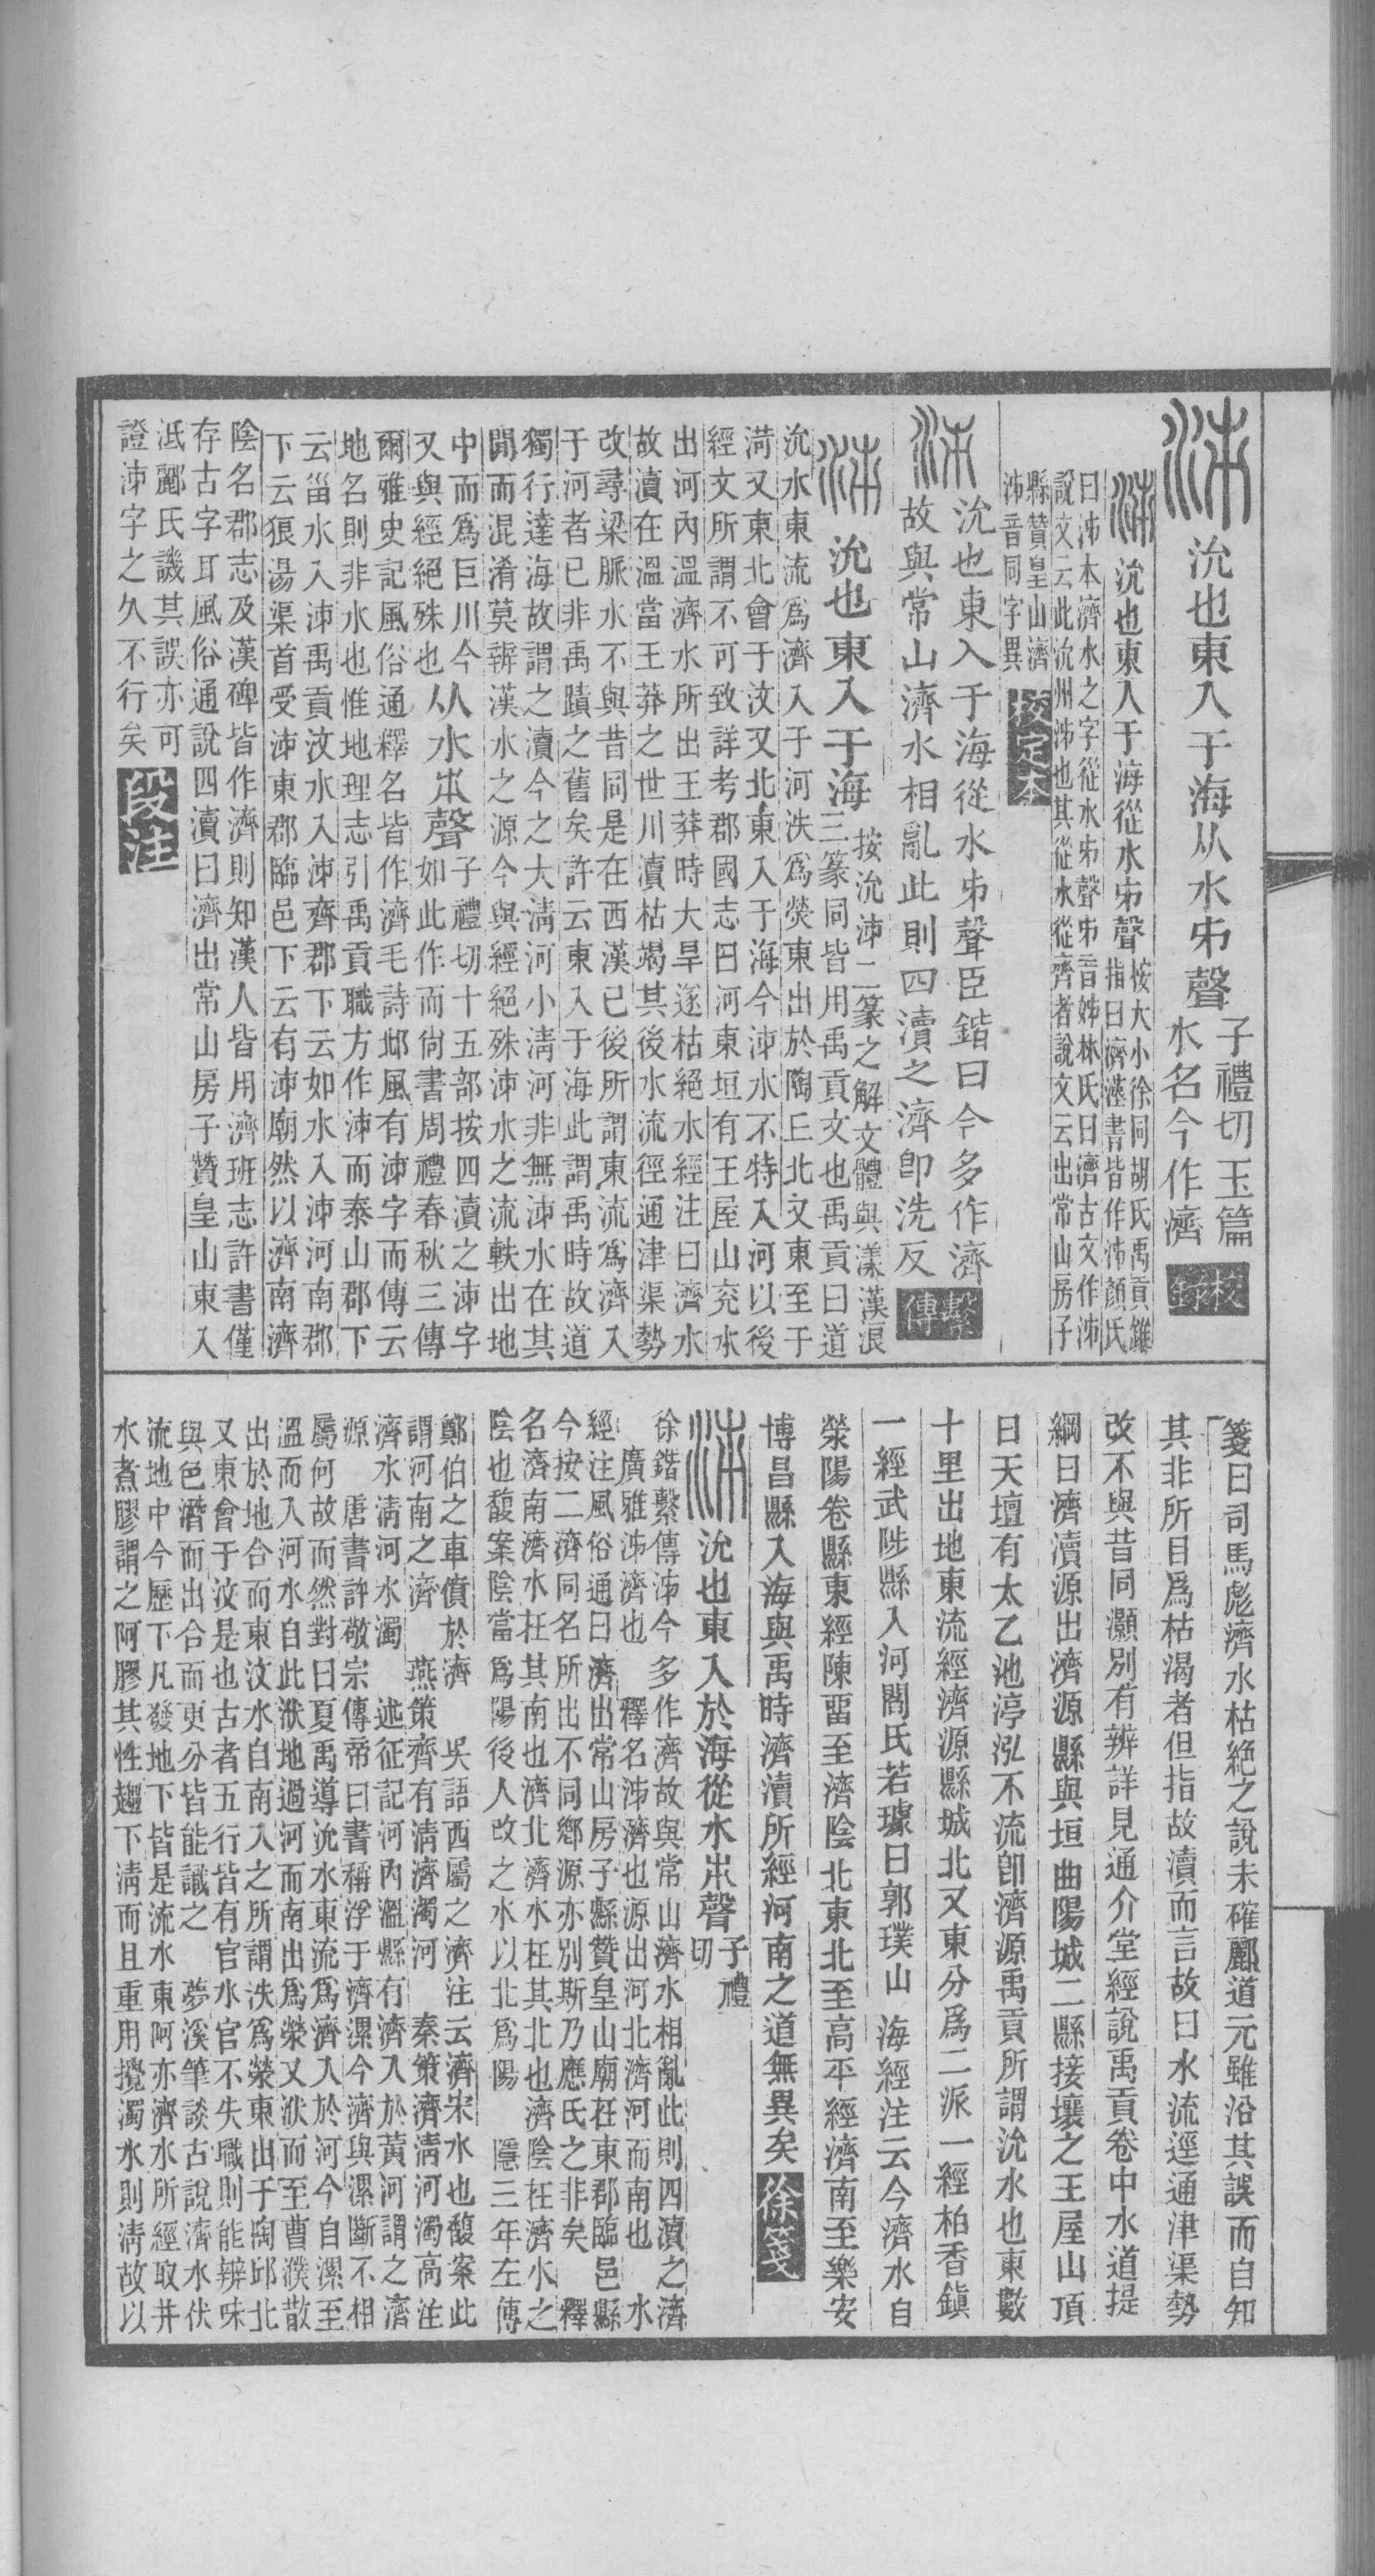 沇也東入于海从水𠂔聲子禮切玉篇
水名今作濟
校錄
沇也東入于海從水𠂔聲按大小徐同胡氏禹貢錐
指曰濟漢書皆作泲顏氏
曰泲本濟水之字從水𠂔聲𠂔音姊林氏曰濟古文作泲
說文云此沇州泲也其從水從齊者說文云出常山房子
縣贊皇山濟
泲音同字異
校定本
沇也東入于海從水𠂔聲臣鍇曰今多作濟
故與常山濟水相亂此則四瀆之濟卽洗反
繫傳
沇也東入于海按沇泲二篆之解文體與漾漢浪
三篆同皆用禹貢文也禹貢曰道
沇水東流爲濟入于河泆爲熒東出於陶丘北又東至于
菏又東北會于汶又北東入于海今泲水不特入河以後
經文所謂不可致詳考郡國志曰河東垣有王屋山兗水
出河內溫濟水所出王莽時大旱遂枯絕水經注曰濟水
故瀆在溫當王莽之世川瀆枯竭其後水流徑通津渠勢
改尋梁脈水不與昔同是在西漢已後所謂東流爲濟入
于河者已非禹蹟之舊矣許云東入于海此謂禹時故道
獨行達海故謂之瀆今之大淸河小淸河非無泲水在其
閒而混淆莫辨漢水之源今與經絕殊泲水之流軼出地
中而爲巨川今
又與經絕殊也从水𠂔聲子禮切十五部按四瀆之泲字
如此作而尙書周禮春秋三傳
爾雅史記風俗通釋名皆作濟毛詩邶風有泲字而傳云
地名則非水也惟地理志引禹貢職方作泲而泰山郡下
云甾水入泲禹貢汶水入泲齊郡下云如水入泲河南郡
下云狼湯渠首受泲東郡臨邑下云有泲廟然以濟南濟
陰名郡志及漢碑皆作濟則知漢人皆用濟班志許書僅
存古字耳風俗通說四瀆曰濟出常山房子贊皇山東入
泜酈氏譏其誤亦可
證泲字之久不行矣
段注
箋曰司馬彪濟水枯絕之說未確酈道元雖沿其誤而自知
其非所目爲枯渴者但指故瀆而言故曰水流逕通津渠勢
改不與昔同灝別有辨詳見通介堂經說禹貢卷中水道提
綱曰濟瀆源出濟源縣與垣曲陽城二縣接壤之王屋山頂
曰天壇有太乙池渟泓不流卽濟源禹貢所謂沇水也東數
十里出地東流經濟源縣城北又東分爲二派一經柏香鎭
一經武陟縣入河閻氏若璩曰郭璞山海經注云今濟水自
滎陽卷縣東經陳畱至濟陰北東北至高平經濟南至樂安
博昌縣入海與禹時濟瀆所經河南之道無異矣
徐箋
沇也東入於海從水𠂔聲子禮
切
徐鍇繫傳泲今多作濟故與常山濟水相亂此則四瀆之濟
廣雅泲濟也 釋名泲濟也源出河北濟河而南也 水
經注風俗通曰濟出常山房子縣贊皇山廟在東郡臨邑縣
今按二濟同名所出不同鄉源亦別斯乃應氏之非矣 釋
名濟南濟水在其南也濟北濟水在其北也濟陰在濟水之
陰也馥案陰當爲陽後人改之水以北爲陽 隱三年左傳
鄭伯之車僨於濟 吳語西屬之濟注云濟宋水也馥案此
謂河南之濟 燕策齊有淸濟濁河 秦策濟淸河濁高注
濟水淸河水濁 述征記河內溫縣有濟入於黃河謂之濟
源 唐書許敬宗傳帝曰書稱浮于濟漯今濟與漯斷不相
屬何故而然對曰夏禹導沇水東流爲濟入於河今自漯至
溫而入河水自此洑地過河而南出爲滎又洑而至曹濮散
出於地合而東汶水自南入之所謂泆爲滎東出于陶邱北
又東會于汶是也古者五行皆有官水官不失職則能辨味
與色潛而出合而更分皆能識之 夢溪筆談古說濟水伏
流地中今歷下凡發地下皆是流水東阿亦濟水所經取井
水煮膠謂之阿膠其性趨下淸而且重用攪濁水則淸故以